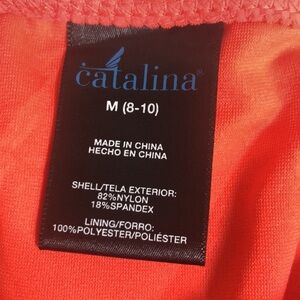 catalina®
M (8-10)
MADE IN CHINA
HECHO EN CHINA
SHELL/TELA EXTERIOR:
82%NYLON
18%SPANDEX
LINING/FORRO:
100%POLYESTER/POLIÉSTER